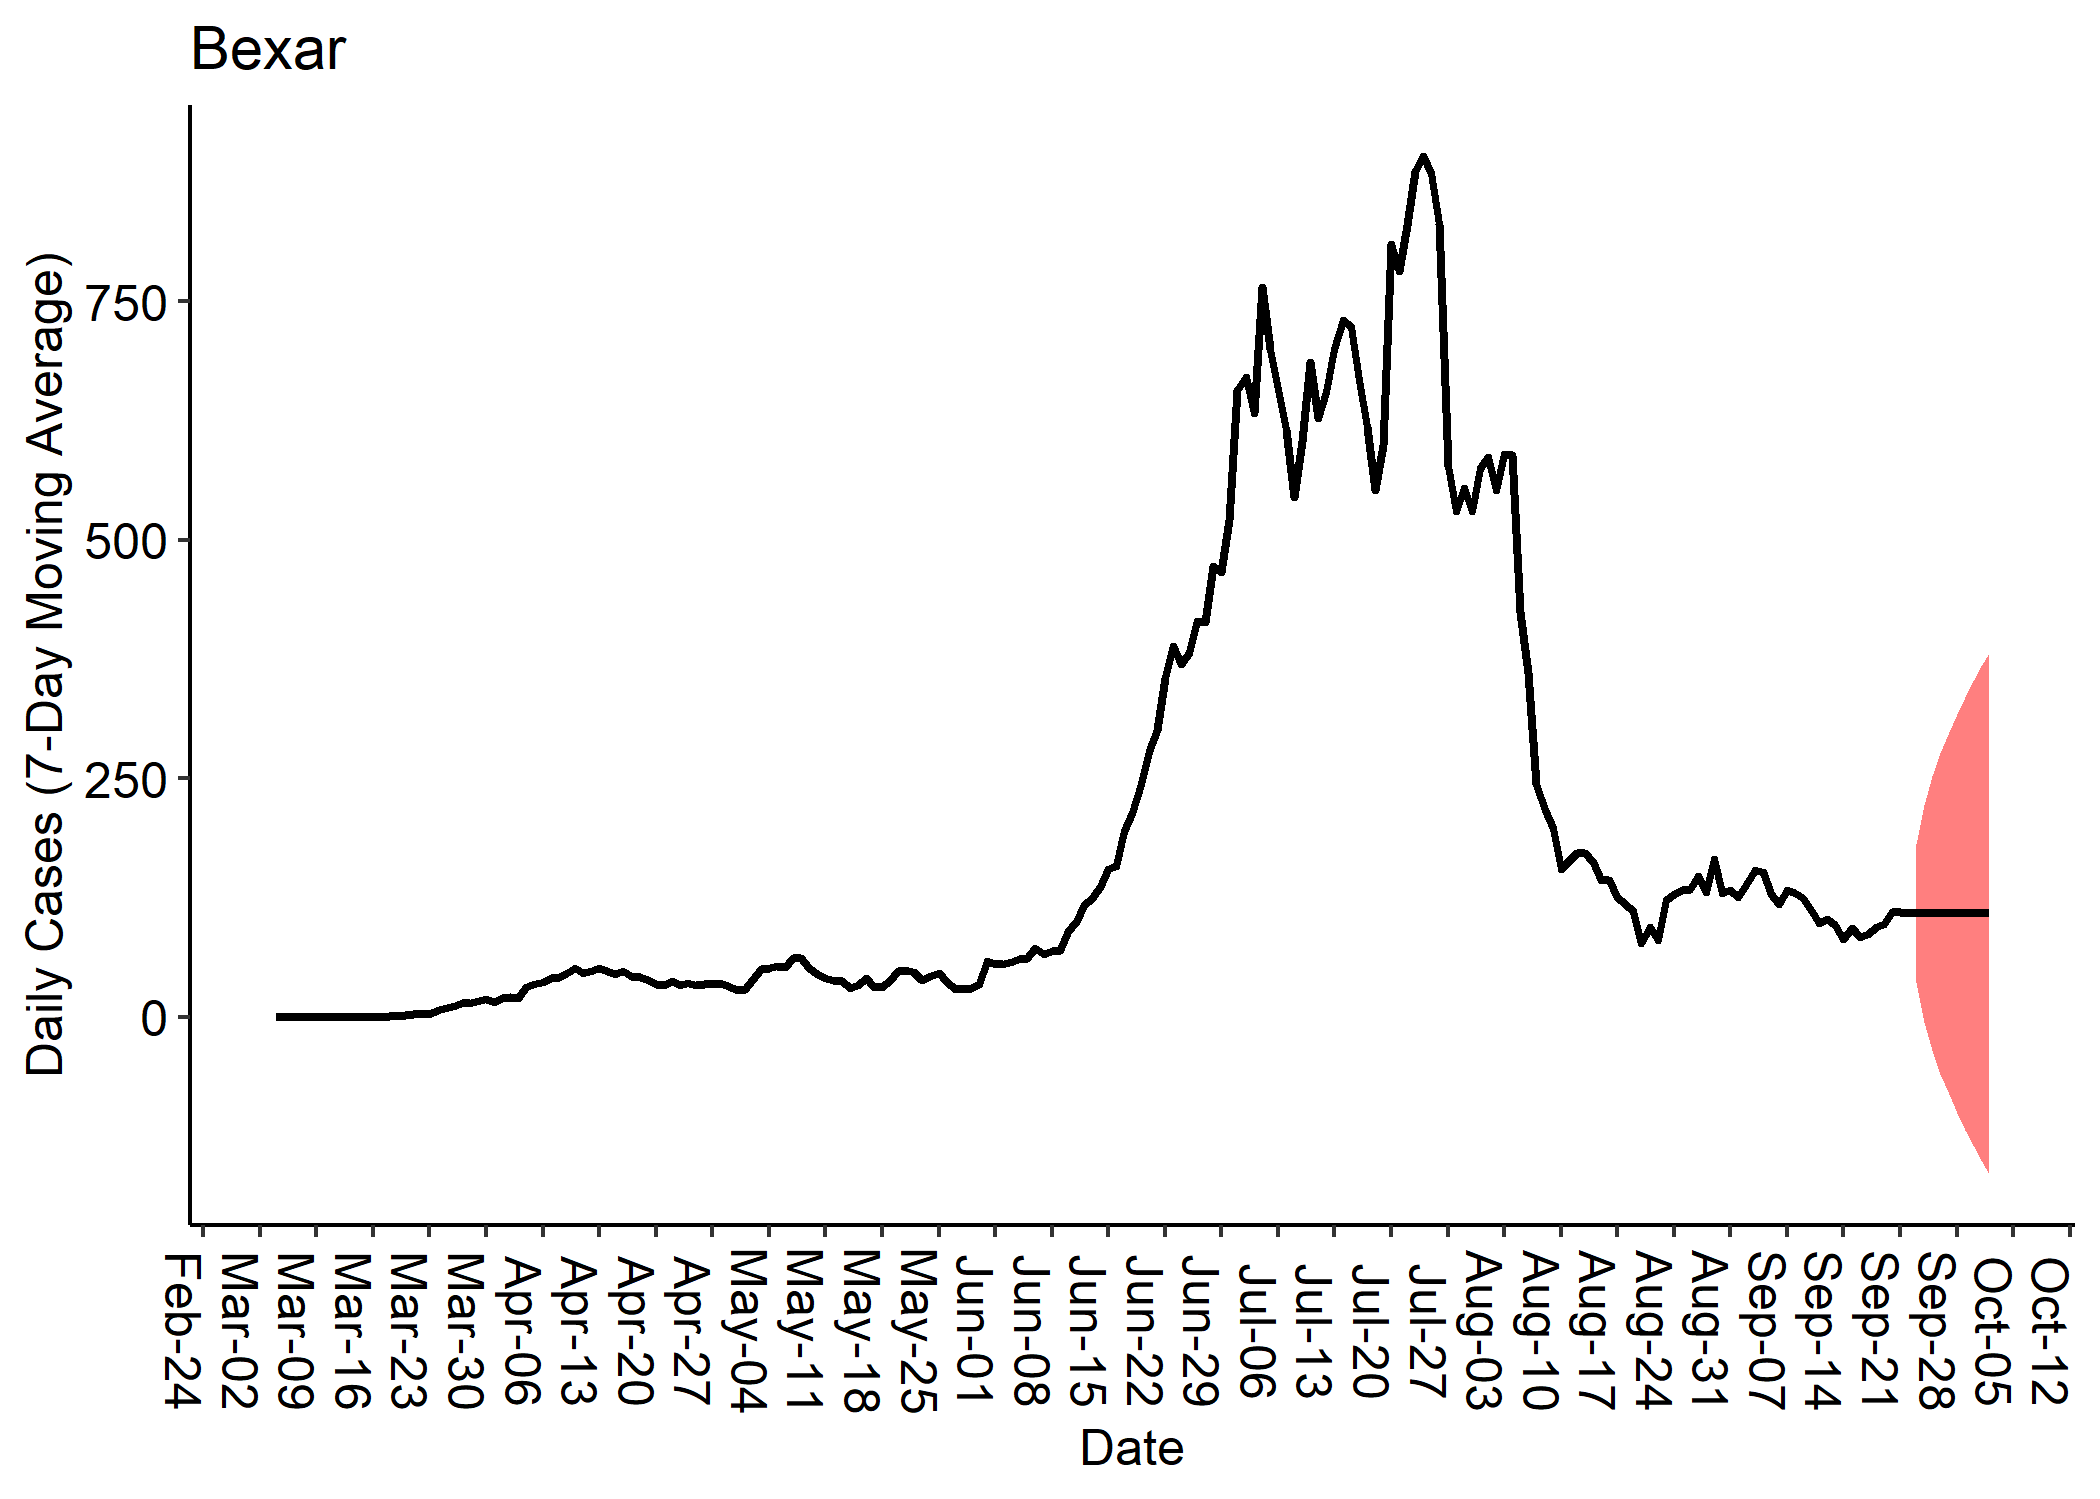 Bexar
Daily Cases (7-Day Moving Average)
750
500
250
0
Feb-24
Mar-02
Mar-09
Mar-16
Mar-23
Mar-30
Apr-06
Apr-13
Apr-20
Apr-27
May-04
May-11
May-18
May-25
Jun-01
Jun-08
Jun-15
Jun-22
Jun-29
Jul-06
Jul-13
Jul-20
Jul-27
Aug-03
Aug-10
Aug-17
Aug-24
Aug-31
Sep-07
Sep-14
Sep-21
Sep-28
Oct-05
Oct-12
Date